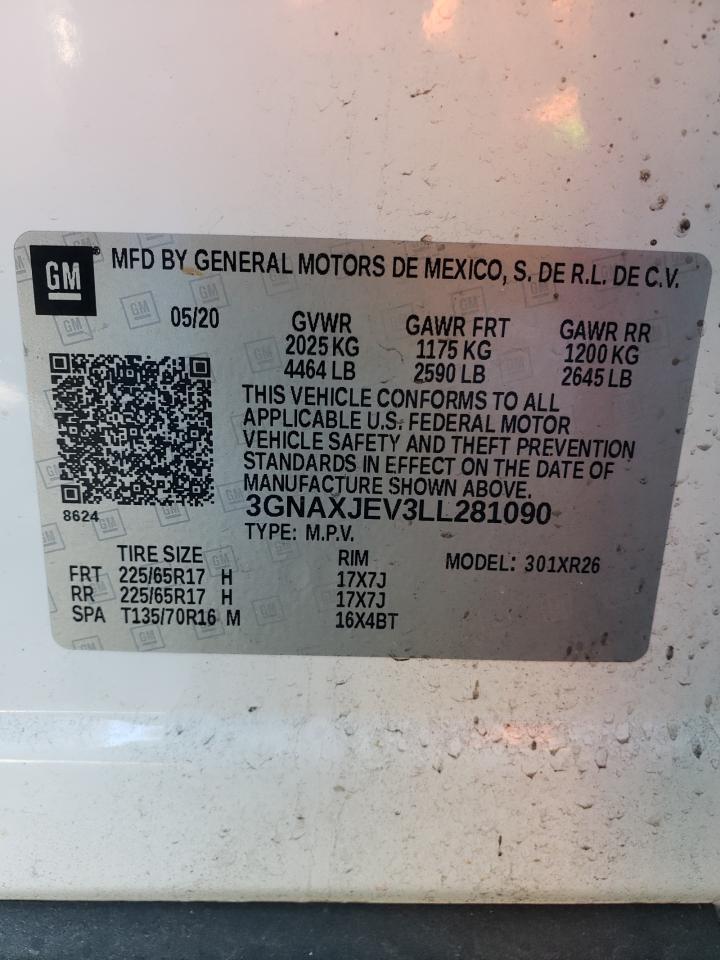 GM
MFD BY GENERAL MOTORS DE MEXICO, S. DE R.L. DE C.V.
05/20 GVWR GAWR FRT GAWR RR
2025 KG 1175 KG 1200 KG
4464 LB 2590 LB 2645 LB
THIS VEHICLE CONFORMS TO ALL
APPLICABLE U.S. FEDERAL MOTOR
VEHICLE SAFETY AND THEFT PREVENTION
STANDARDS IN EFFECT ON THE DATE OF
MANUFACTURE SHOWN ABOVE.
8624 3GNAXJEV3LL281090
TYPE: M.P.V.
TIRE SIZE RIM MODEL: 301XR26
FRT 225/65R17 H 17X7J
RR 225/65R17 H 17X7J
SPA T135/70R16 M 16X4BT